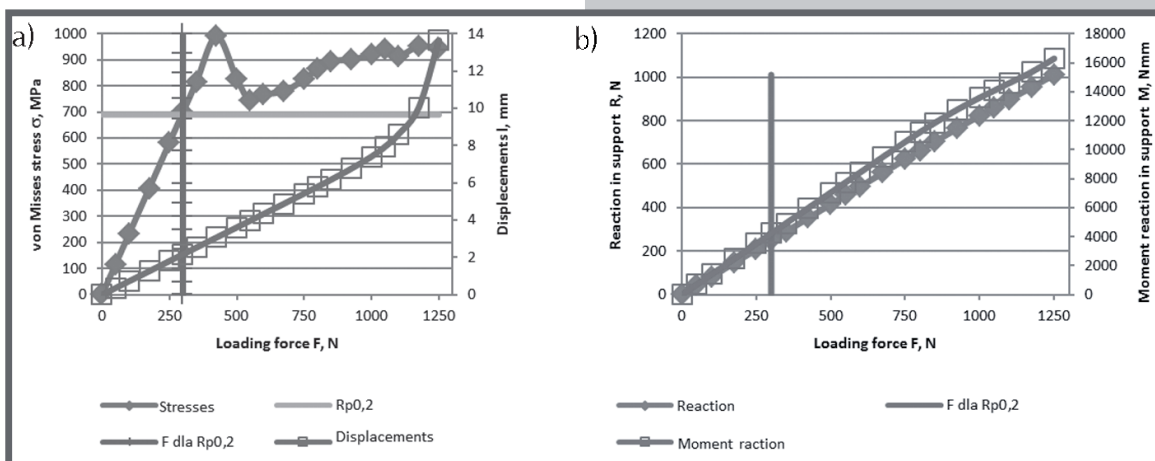 a)
von Misses stress σ, MPa
1000
900
800
700
600
500
400
300
200
100
0
14
12
10
8
6
4
2
0
Displecements l, mm
0 250 500 750 1000 1250
Loading force F, N
Stresses
Rp0,2
F dla Rp0,2
Displacements
b)
Reaction in support R, N
1200
1000
800
600
400
200
0
18000
16000
14000
12000
10000
8000
6000
4000
2000
0
Moment reaction in support M, Nmm
0 250 500 750 1000 1250
Loading force F, N
Reaction
F dla Rp0,2
Moment raction